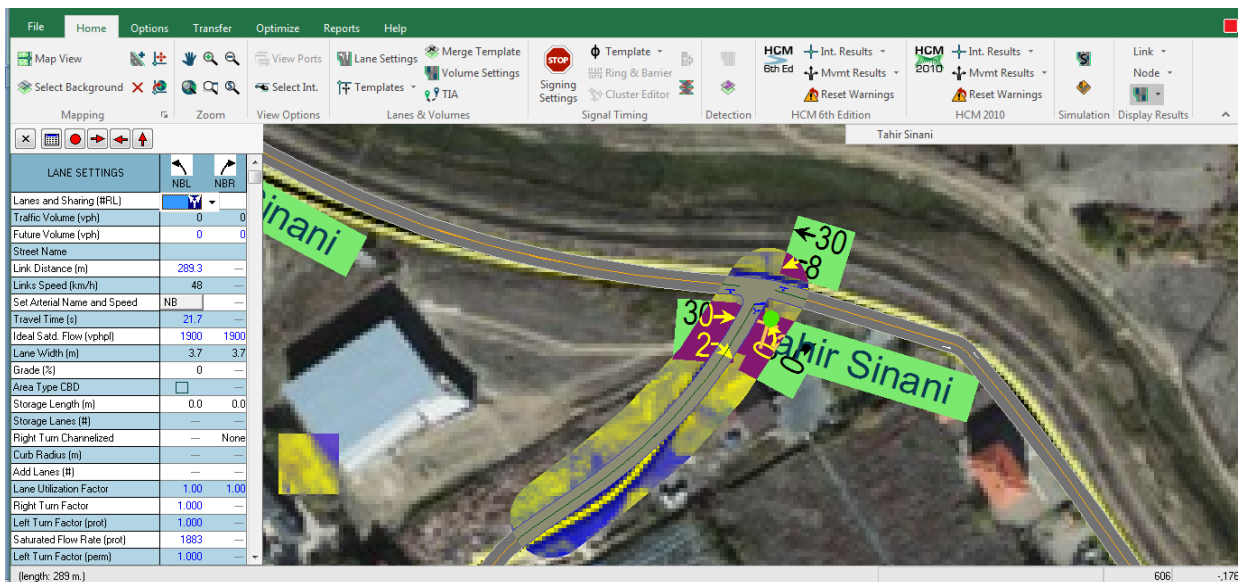 File Home Options Transfer Optimize Reports Help
Map View
Select Background
Mapping
Zoom
View Ports
Select Int.
View Options
Lane Settings
Templates
Merge Template
Volume Settings
TIA
Lanes & Volumes
STOP
Signing
Settings
Template
Ring & Barrier
Cluster Editor
Signal Timing
Detection
HCM
6th Ed
Int. Results
Mvmt Results
Reset Warnings
HCM 6th Edition
HCM
2010
Int. Results
Mvmt Results
Reset Warnings
HCM 2010
Simulation
Link
Node
Display Results
Tahir Sinani
LANE SETTINGS NBL NBR
Lanes and Sharing (#RL)
Traffic Volume (vph) 0 0
Future Volume (vph) 0 0
Street Name
Link Distance (m) 289.3 —
Links Speed (km/h) 48 —
Set Arterial Name and Speed NB —
Travel Time (s) 21.7 —
Ideal Satd. Flow (vphpl) 1900 1900
Lane Width (m) 3.7 3.7
Grade (%) 0 —
Area Type CBD —
Storage Length (m) 0.0 0.0
Storage Lanes (#) — —
Right Turn Channelized — None
Curb Radius (m) — —
Add Lanes (#) — —
Lane Utilization Factor 1.00 1.00
Right Turn Factor 1.000 —
Left Turn Factor (prot) 1.000 —
Saturated Flow Rate (prot) 1883 —
Left Turn Factor (perm) 1.000 —
Sinani
30
8
30
2
0
0
Tahir Sinani
(length: 289 m.) 606 -,176